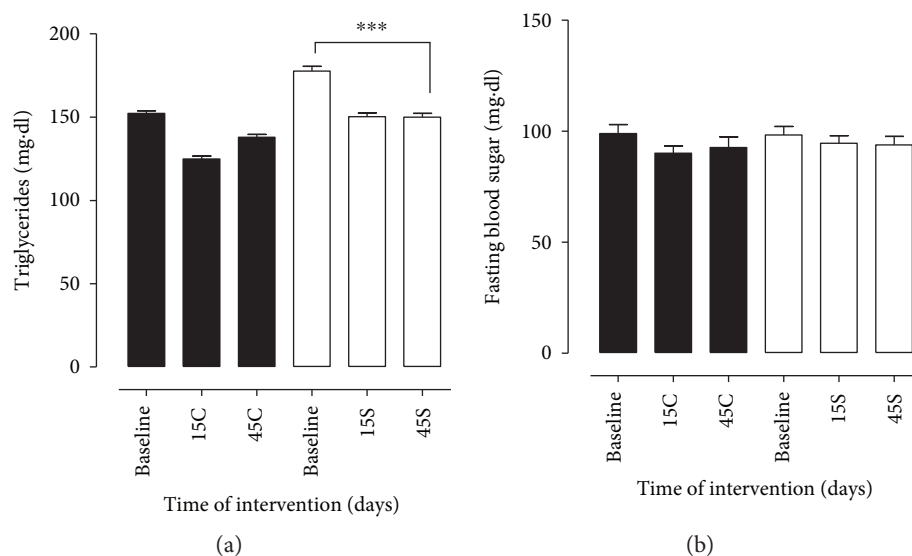 Triglycerides (mg·dl)
200
150
100
50
0
***
Baseline
15C
45C
Baseline
15S
45S
Time of intervention (days)
(a)
Fasting blood sugar (mg·dl)
150
100
50
0
Baseline
15C
45C
Baseline
15S
45S
Time of intervention (days)
(b)